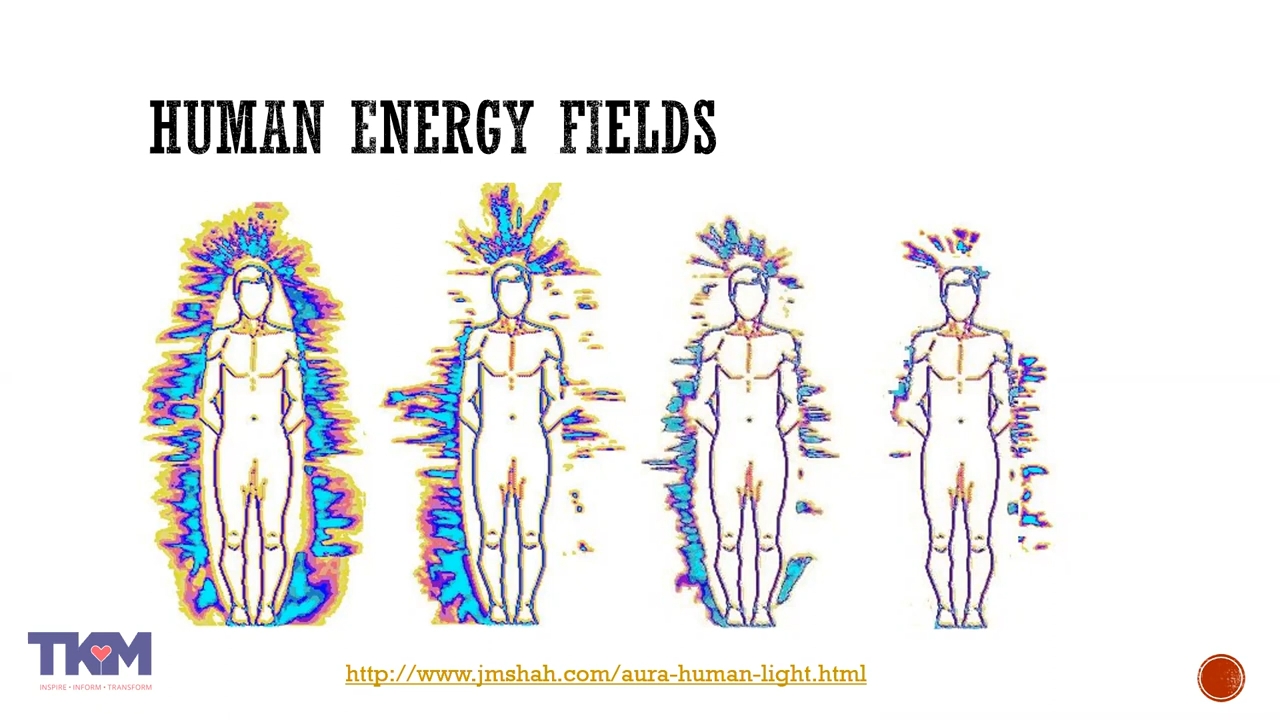 HUMAN ENERGY FIELDS
TKM
INSPIRE • INFORM • TRANSFORM
http://www.jmshah.com/aura-human-light.html